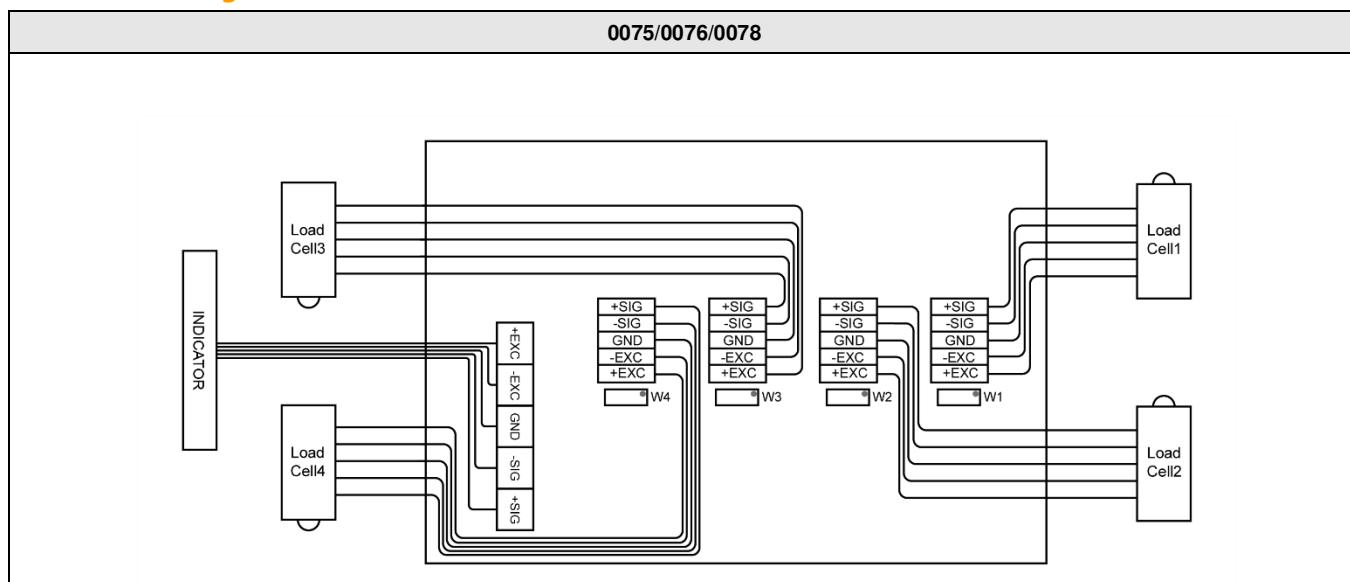 0075/0076/0078
Load
Cell3
Load
Cell1
INDICATOR
+SIG
-SIG
GND
-EXC
+EXC
W4
+SIG
-SIG
GND
-EXC
+EXC
W3
+SIG
-SIG
GND
-EXC
+EXC
W2
+SIG
-SIG
GND
-EXC
+EXC
W1
+EXC
-EXC
GND
-SIG
+SIG
Load
Cell4
Load
Cell2